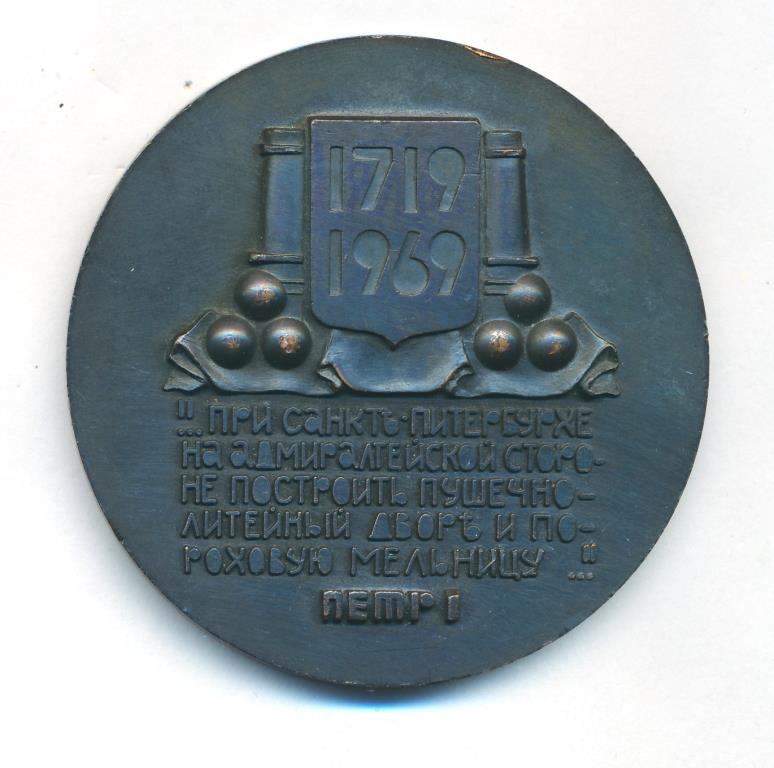 1719
1969
"...ПРИ САНКТЪ-ПИТЕРБУРХЕ
НА АДМИРАЛТЕЙСКОЙ СТОРО-
НЕ ПОСТРОИТЬ ПУШЕЧНО-
ЛИТЕЙНЫЙ ДВОРЪ И ПО-
РОХОВУЮ МЕЛЬНИЦУ..."
ПЕТР I